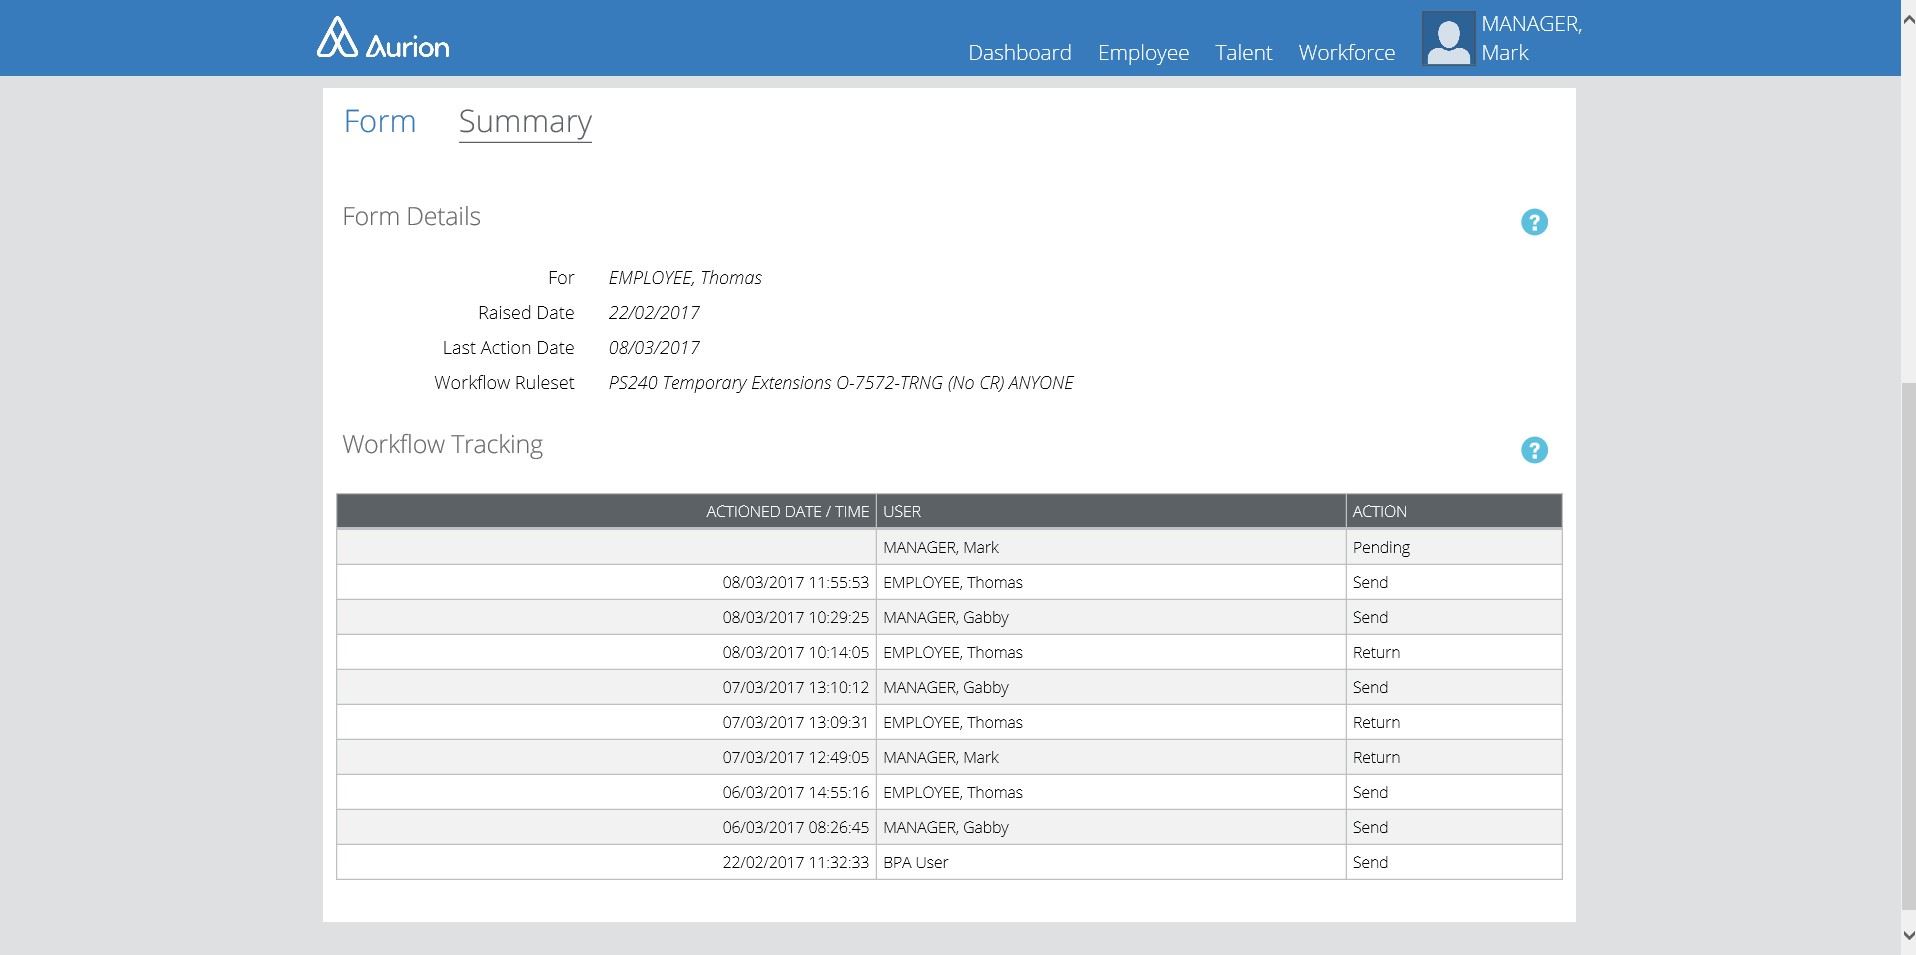 Aurion
Dashboard Employee Talent Workforce
MANAGER,
Mark
Form Summary
Form Details
?
For EMPLOYEE, Thomas
Raised Date 22/02/2017
Last Action Date 08/03/2017
Workflow Ruleset PS240 Temporary Extensions O-7572-TRNG (No CR) ANYONE
Workflow Tracking
?
ACTIONED DATE / TIME USER ACTION
MANAGER, Mark Pending
08/03/2017 11:55:53 EMPLOYEE, Thomas Send
08/03/2017 10:29:25 MANAGER, Gabby Send
08/03/2017 10:14:05 EMPLOYEE, Thomas Return
07/03/2017 13:10:12 MANAGER, Gabby Send
07/03/2017 13:09:31 EMPLOYEE, Thomas Return
07/03/2017 12:49:05 MANAGER, Mark Return
06/03/2017 14:55:16 EMPLOYEE, Thomas Send
06/03/2017 08:26:45 MANAGER, Gabby Send
22/02/2017 11:32:33 BPA User Send